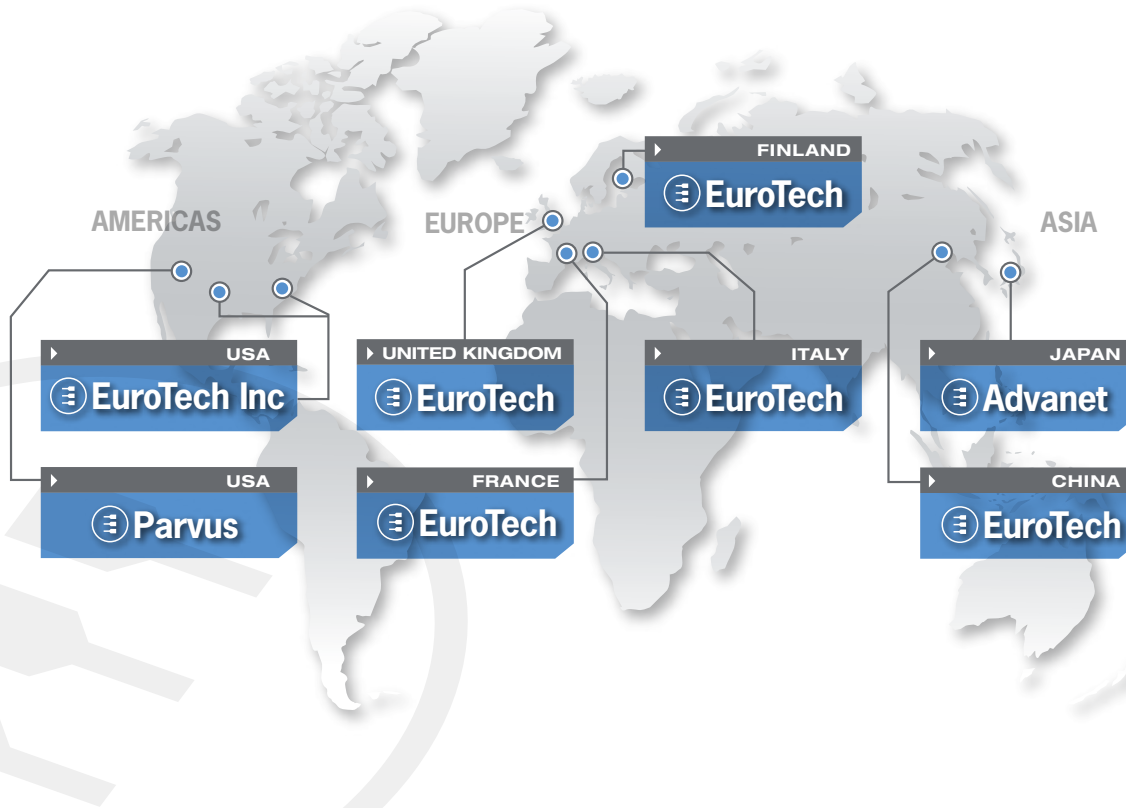 FINLAND
EuroTech
AMERICAS
EUROPE
ASIA
USA
EuroTech Inc
UNITED KINGDOM
EuroTech
ITALY
EuroTech
JAPAN
Advanet
USA
Parvus
FRANCE
EuroTech
CHINA
EuroTech